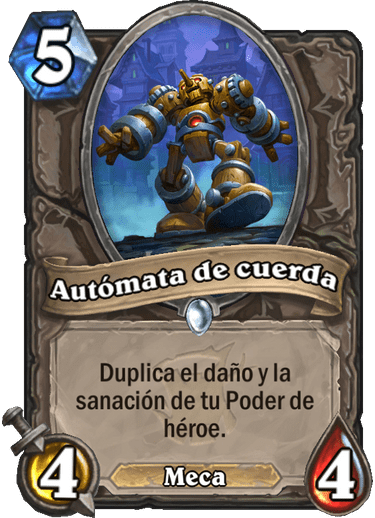 5
Autómata de cuerda
Duplica el daño y la
sanación de tu Poder de
héroe.
4
Meca
4